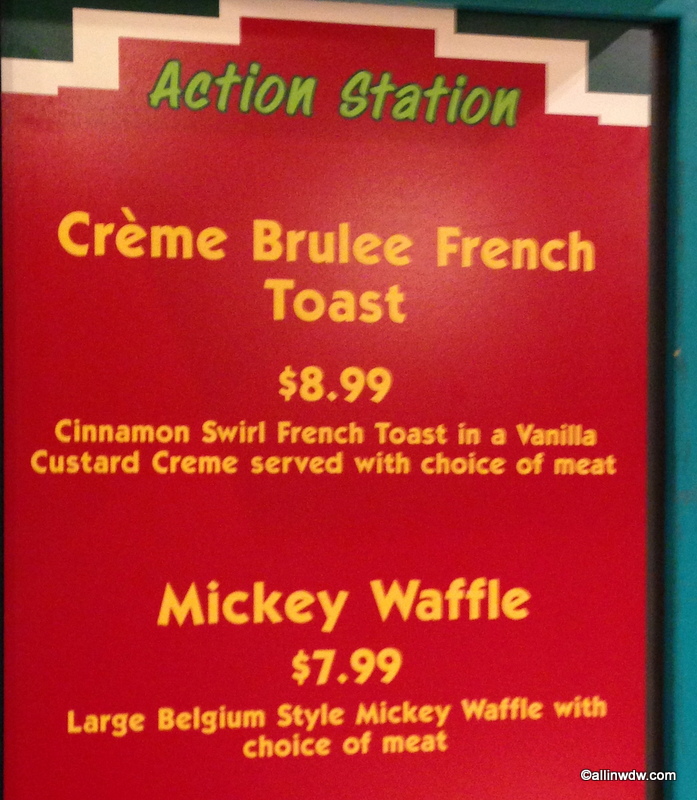 Action Station
Crème Brulee French
Toast
$8.99
Cinnamon Swirl French Toast in a Vanilla
Custard Creme served with choice of meat
Mickey Waffle
$7.99
Large Belgium Style Mickey Waffle with
choice of meat
©allinwdw.com